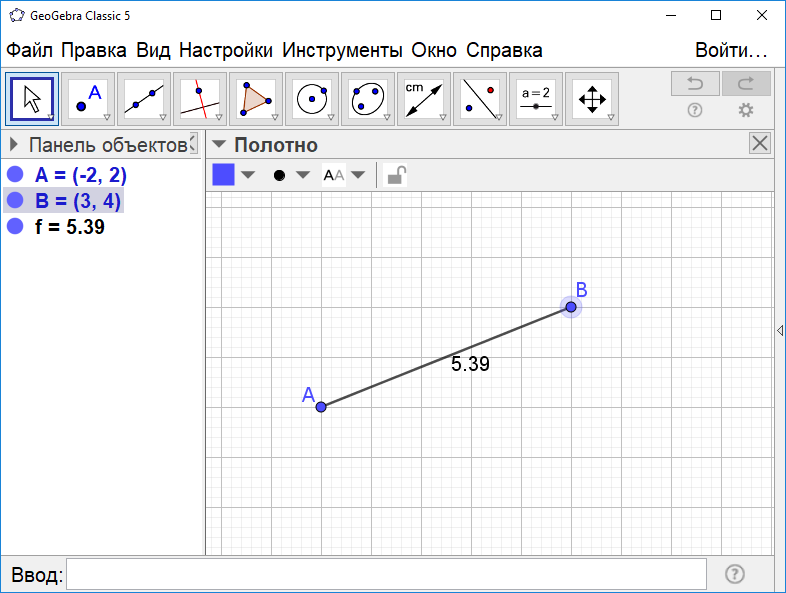 GeoGebra Classic 5
Файл Правка Вид Настройки Инструменты Окно Справка Войти...
A cm a=2
Панель объектов Полотно
AA
A = (-2, 2)
B = (3, 4)
f = 5.39
B
5.39
A
Ввод: